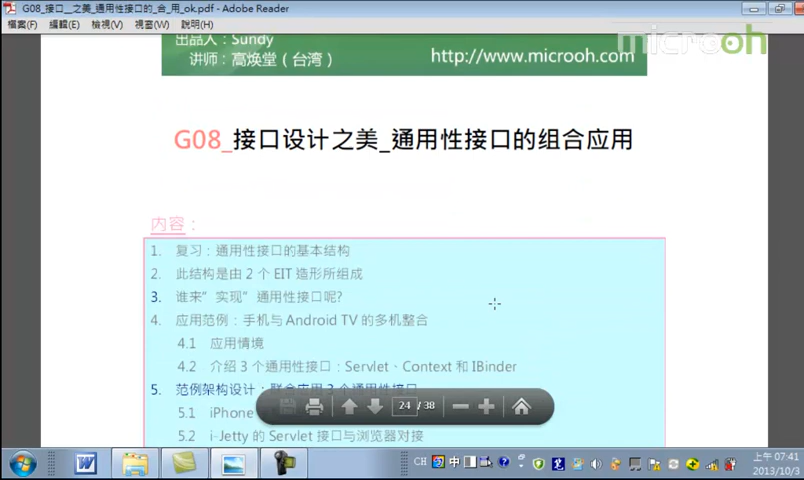 G08_接口__之美_通用性接口的_合_用_ok.pdf - Adobe Reader
檔案(F) 編輯(E) 檢視(V) 視窗(W) 說明(H)
microoh
出品人：Sundy
讲师：高焕堂（台湾）
http://www.microoh.com
G08_接口设计之美_通用性接口的组合应用
内容：
1. 复习：通用性接口的基本结构
2. 此结构是由 2 个 EIT 造形所组成
3. 谁来“实现”通用性接口呢?
4. 应用范例：手机与 Android TV 的多机整合
4.1 应用情境
4.2 介绍 3 个通用性接口：Servlet、Context 和 IBinder
5. 范例架构设计：联合应用 3 个通用性接口
5.1 iPhone
24 / 38
5.2 i-Jetty 的 Servlet 接口与浏览器对接
CH 中
上午 07:41
2013/10/3